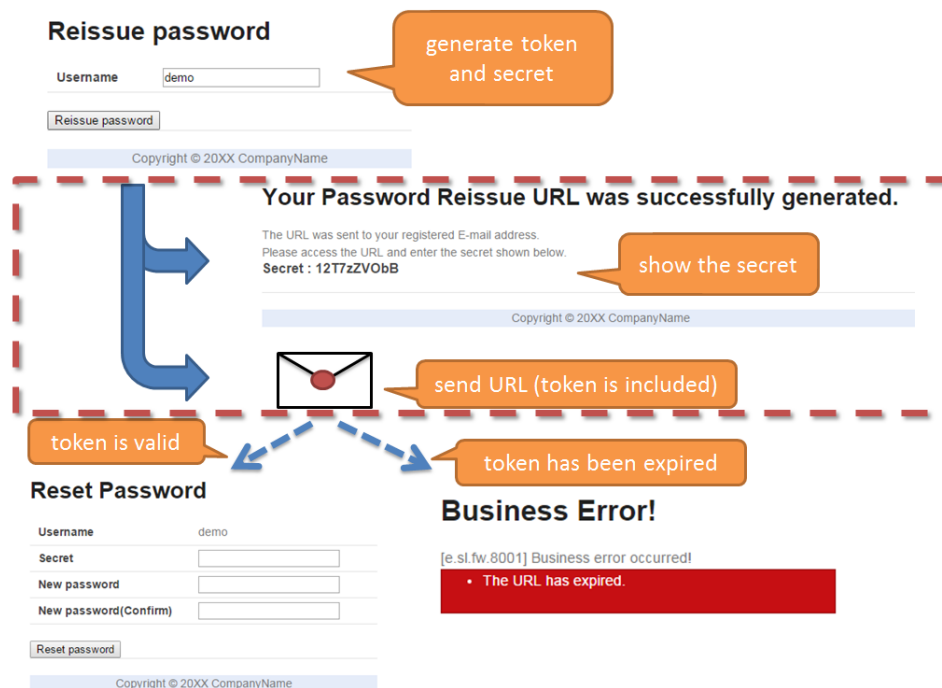 Reissue password
generate token
and secret
Username demo
Reissue password
Copyright © 20XX CompanyName
Your Password Reissue URL was successfully generated.
The URL was sent to your registered E-mail address.
Please access the URL and enter the secret shown below.
Secret : 12T7zZVObB
show the secret
Copyright © 20XX CompanyName
send URL (token is included)
token is valid
token has been expired
Reset Password
Username demo
Secret
New password
New password(Confirm)
Reset password
Copyright © 20XX CompanyName
Business Error!
[e.sl.fw.8001] Business error occurred!
• The URL has expired.